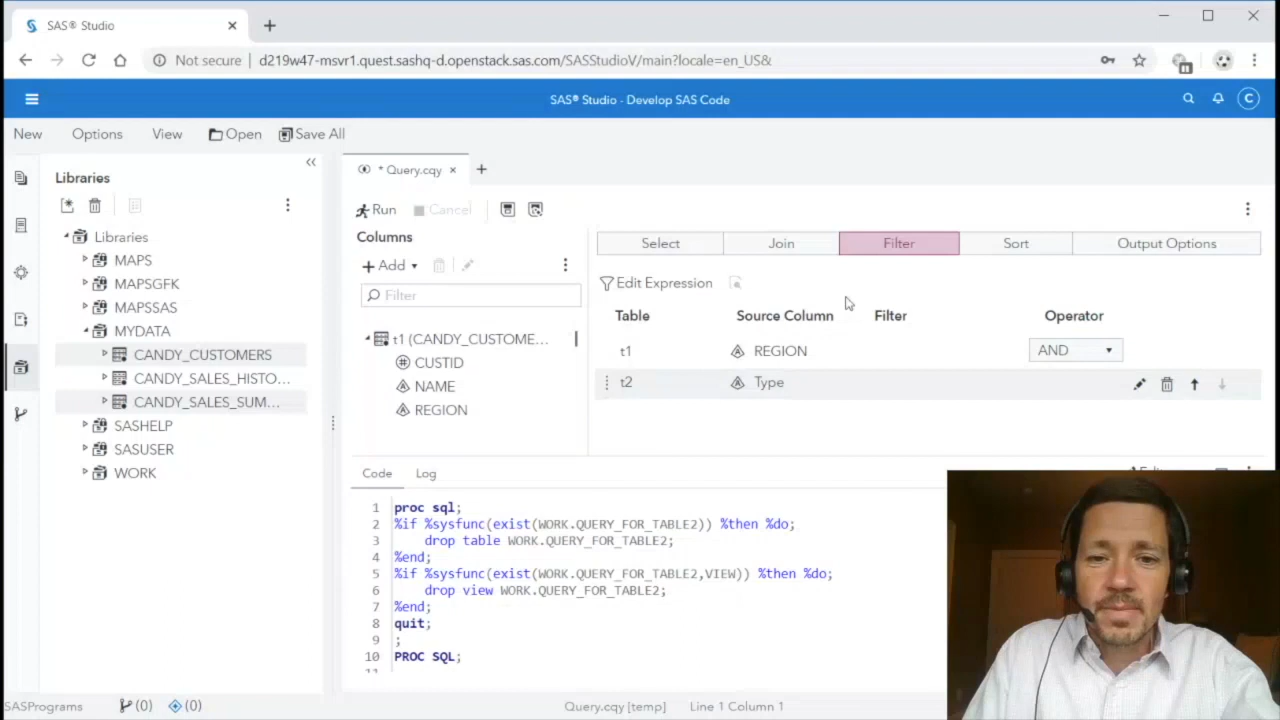 SAS® Studio
Not secure d219w47-msvr1.quest.sashq-d.openstack.sas.com/SASStudioV/main?locale=en_US&
SAS® Studio - Develop SAS Code
C
New Options View Open Save All
Libraries
Libraries
MAPS
MAPSGFK
MAPSSAS
MYDATA
CANDY_CUSTOMERS
CANDY_SALES_HISTO...
CANDY_SALES_SUM...
SASHELP
SASUSER
WORK
* Query.cqy
Run Cancel
Columns
Add
Filter
t1 (CANDY_CUSTOME...
CUSTID
NAME
REGION
Select Join Filter Sort Output Options
Edit Expression
Table Source Column Filter Operator
t1 REGION AND
t2 Type
Code Log
1 proc sql;
2 %if %sysfunc(exist(WORK.QUERY_FOR_TABLE2)) %then %do;
3 drop table WORK.QUERY_FOR_TABLE2;
4 %end;
5 %if %sysfunc(exist(WORK.QUERY_FOR_TABLE2,VIEW)) %then %do;
6 drop view WORK.QUERY_FOR_TABLE2;
7 %end;
8 quit;
9 ;
10 PROC SQL;
SASPrograms (0) (0) Query.cqy [temp] Line 1 Column 1